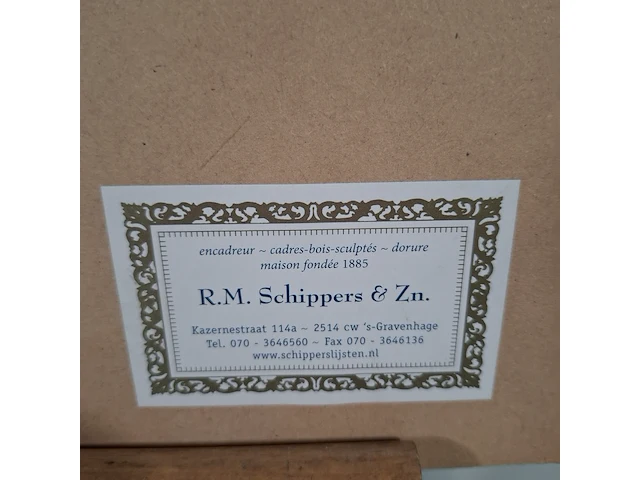 encadreur ~ cadres-bois-sculptés ~ dorure
maison fondée 1885
R.M. Schippers & Zn.
Kazernestraat 114a ~ 2514 CW 's-Gravenhage
Tel. 070 - 3646560 ~ Fax 070 - 3646136
www.schipperslijsten.nl